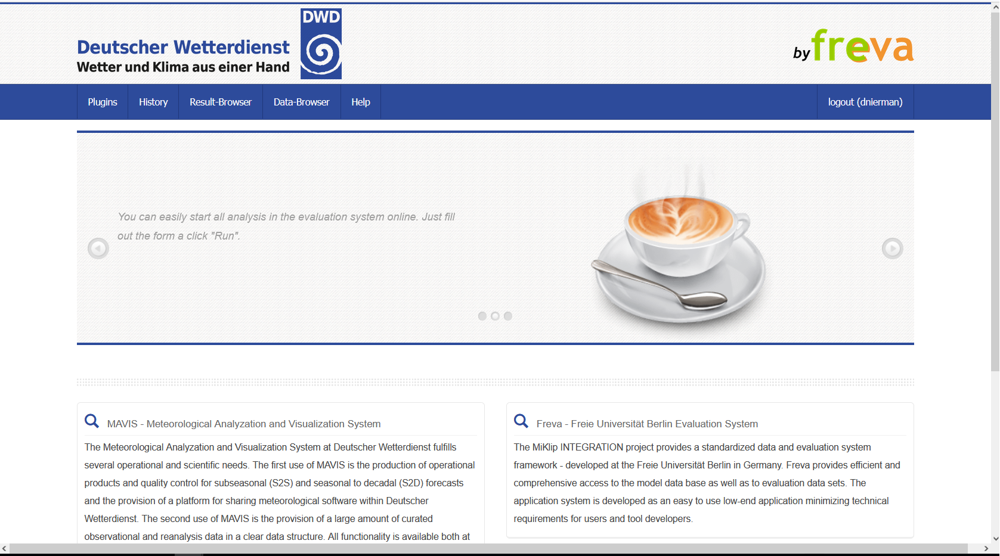 DWD
Deutscher Wetterdienst
Wetter und Klima aus einer Hand
by freva
Plugins
History
Result-Browser
Data-Browser
Help
logout (dnierman)
You can easily start all analysis in the evaluation system online. Just fill
out the form a click "Run".
MAVIS - Meteorological Analyzation and Visualization System
The Meteorological Analyzation and Visualization System at Deutscher Wetterdienst fulfills
several operational and scientific needs. The first use of MAVIS is the production of operational
products and quality control for subseasonal (S2S) and seasonal to decadal (S2D) forecasts
and the provision of a platform for sharing meteorological software within Deutscher
Wetterdienst. The second use of MAVIS is the provision of a large amount of curated
observational and reanalysis data in a clear data structure. All functionality is available both at
Freva - Freie Universität Berlin Evaluation System
The MiKlip INTEGRATION project provides a standardized data and evaluation system
framework - developed at the Freie Universität Berlin in Germany. Freva provides efficient and
comprehensive access to the model data base as well as to evaluation data sets. The
application system is developed as an easy to use low-end application minimizing technical
requirements for users and tool developers.